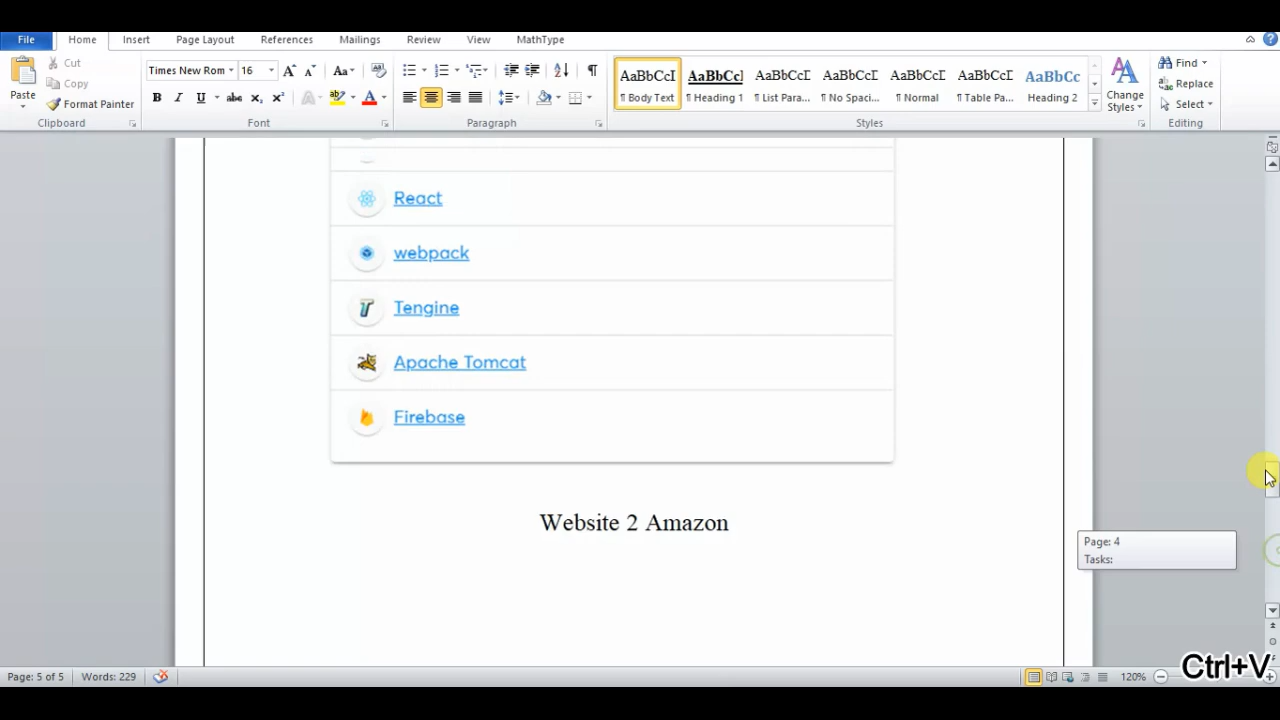 File Home Insert Page Layout References Mailings Review View MathType
Paste
Cut
Copy
Format Painter
Clipboard
Times New Rom 16
Font
Paragraph
AaBbCcI AaBbCcI AaBbCcI AaBbCcI AaBbCcI AaBbCcI AaBbCc
¶ Body Text ¶ Heading 1 ¶ List Para... ¶ No Spaci... ¶ Normal ¶ Table Pa... Heading 2
Change Styles
Styles
Find
Replace
Select
Editing
React
webpack
Tengine
Apache Tomcat
Firebase
Website 2 Amazon
Page: 4
Tasks:
Page: 5 of 5 Words: 229
120%
Ctrl+V